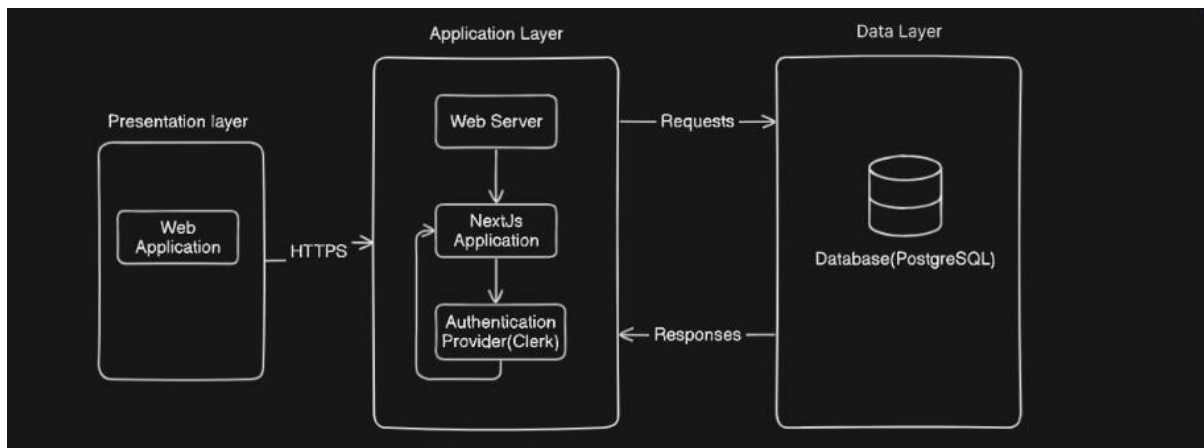 Presentation layer
Web
Application
HTTPS
Application Layer
Web Server
NextJs
Application
Authentication
Provider(Clerk)
Requests
Responses
Data Layer
Database(PostgreSQL)